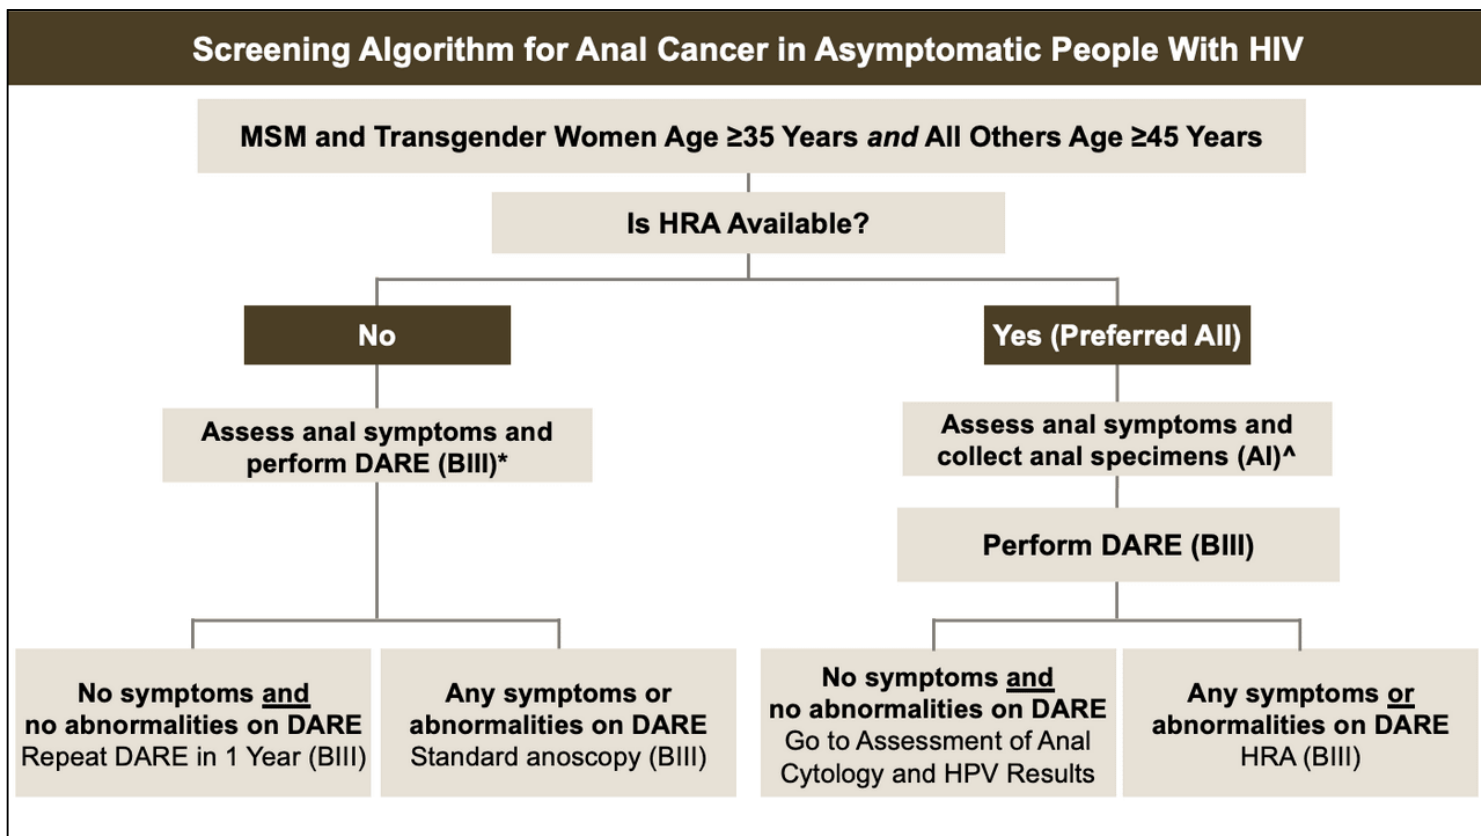 Screening Algorithm for Anal Cancer in Asymptomatic People With HIV
MSM and Transgender Women Age ≥35 Years and All Others Age ≥45 Years
Is HRA Available?
No
Assess anal symptoms and
perform DARE (BIII)*
No symptoms and
no abnormalities on DARE
Repeat DARE in 1 Year (BIII)
Any symptoms or
abnormalities on DARE
Standard anoscopy (BIII)
Yes (Preferred All)
Assess anal symptoms and
collect anal specimens (AI)^
Perform DARE (BIII)
No symptoms and
no abnormalities on DARE
Go to Assessment of Anal
Cytology and HPV Results
Any symptoms or
abnormalities on DARE
HRA (BIII)